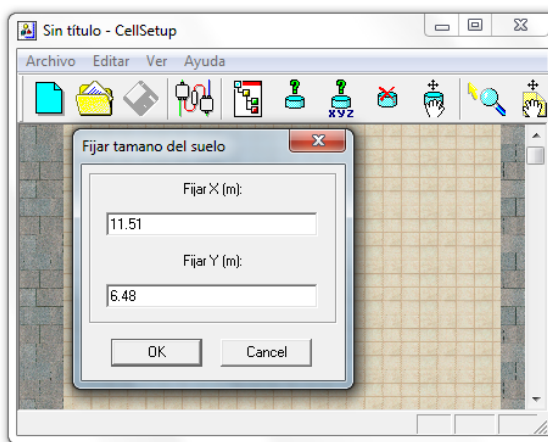 Sin título - CellSetup
Archivo Editar Ver Ayuda
? ?
XYZ
Fijar tamano del suelo
Fijar X (m):
11.51
Fijar Y (m):
6.48
OK Cancel